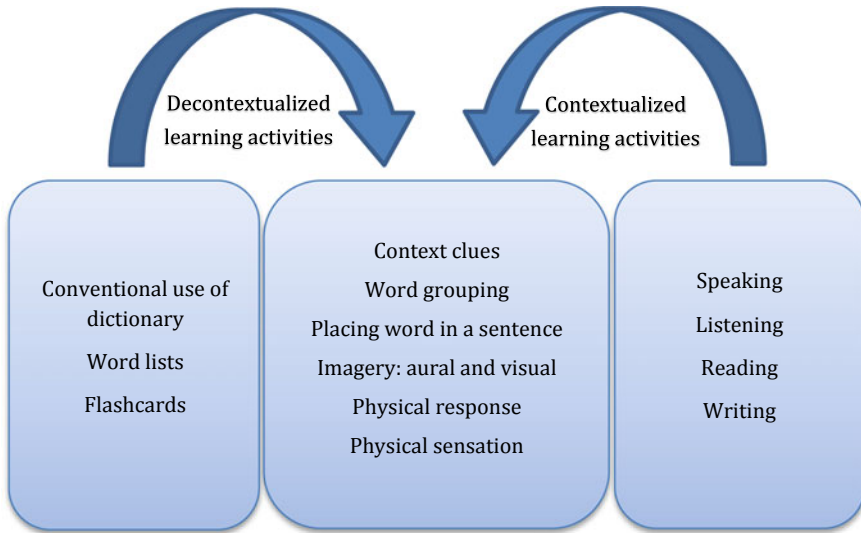 Decontextualized
learning activities
Contextualized
learning activities
Conventional use of
dictionary
Word lists
Flashcards
Context clues
Word grouping
Placing word in a sentence
Imagery: aural and visual
Physical response
Physical sensation
Speaking
Listening
Reading
Writing